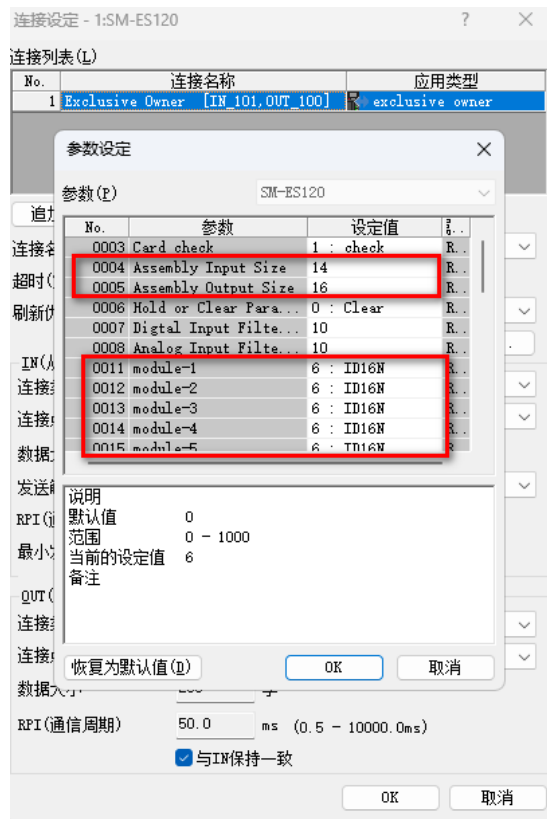 连接设定 - 1:SM-ES120 ?
连接列表(L)
No. 连接名称 应用类型
1 Exclusive Owner [IN_101,OUT_100] exclusive owner
参数设定
参数(P) SM-ES120
No. 参数 设定值
0003 Card check 1 : check R..
0004 Assembly Input Size 14 R..
0005 Assembly Output Size 16 R..
0006 Hold or Clear Para... 0 : Clear R..
0007 Digtal Input Filte... 10 R..
0008 Analog Input Filte... 10 R..
0011 module-1 6 : ID16N R..
0012 module-2 6 : ID16N R..
0013 module-3 6 : ID16N R..
0014 module-4 6 : ID16N R..
0015 module-5 6 : ID16N R..
说明
默认值 0
范围 0 - 1000
当前的设定值 6
备注
恢复为默认值(D) OK 取消
追
连接
超时(
刷新
IN(
连接
连接
数据
发送
RPI(
最小
OUT(
连接
连接
数据
RPI(通信周期) 50.0 ms (0.5 - 10000.0ms)
与IN保持一致
OK 取消